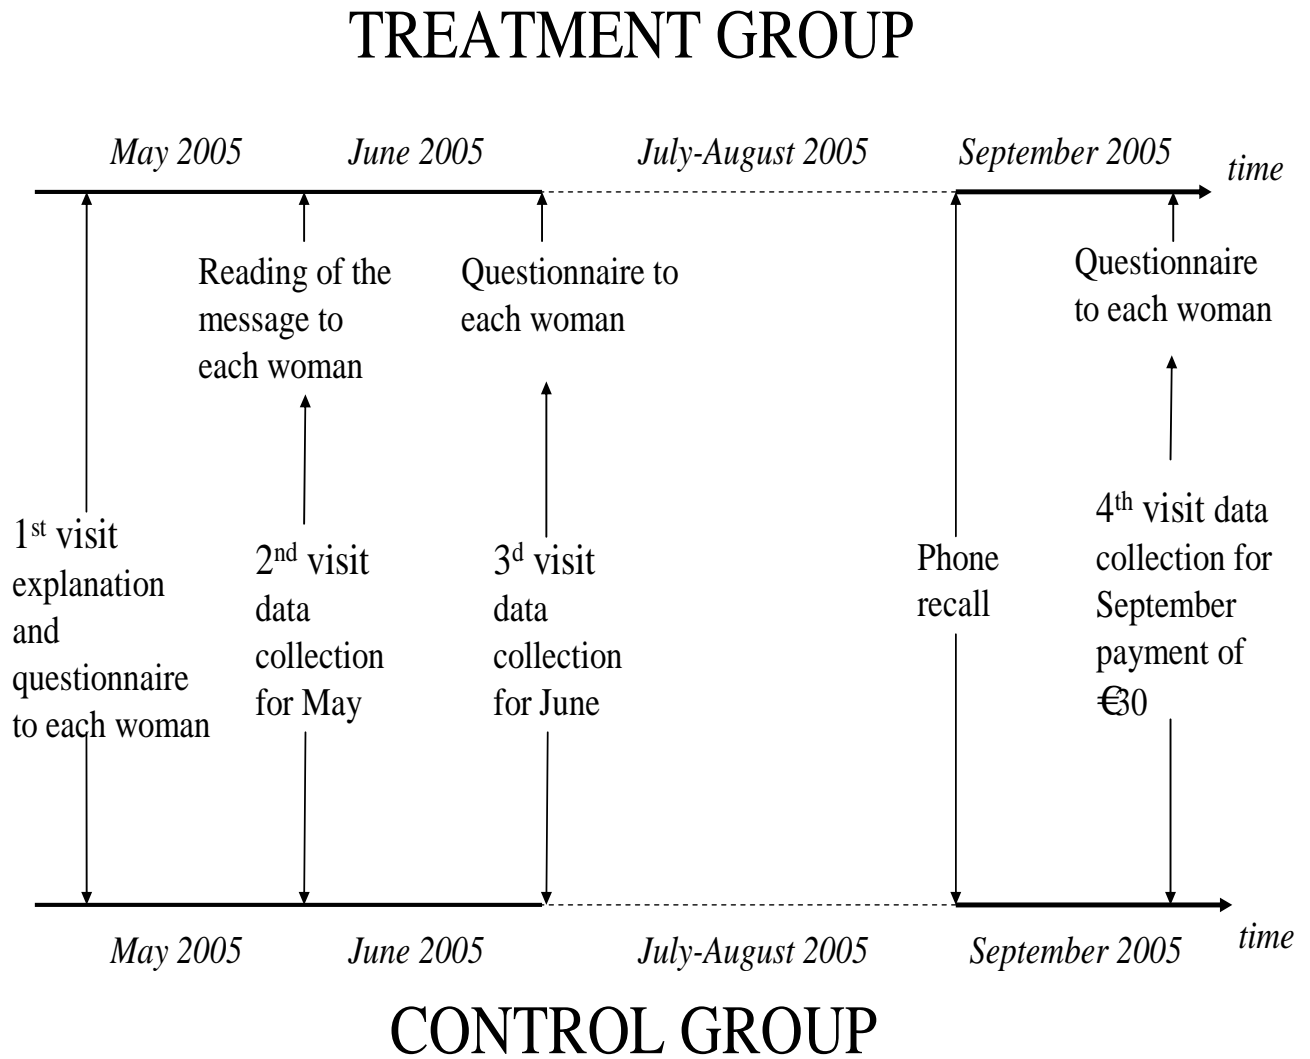 TREATMENT GROUP
May 2005
June 2005
July-August 2005
September 2005
time
Reading of the
message to
each woman
Questionnaire to
each woman
Questionnaire
to each woman
1st visit
explanation
and
questionnaire
to each woman
2nd visit
data
collection
for May
3d visit
data
collection
for June
Phone
recall
4th visit data
collection for
September
payment of
€30
May 2005
June 2005
July-August 2005
September 2005
time
CONTROL GROUP